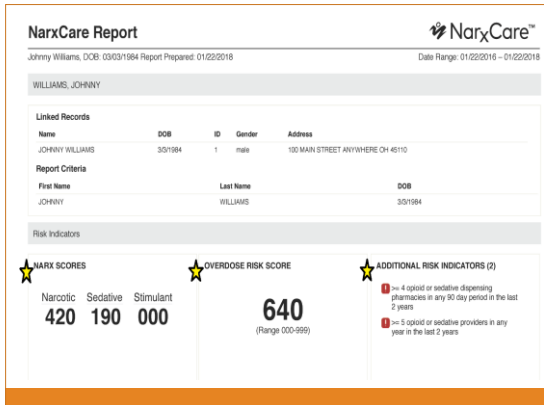 NarxCare Report
NarxCare™
Johnny Williams, DOB: 03/03/1984 Report Prepared: 01/22/2018
Date Range: 01/22/2016 – 01/22/2018
WILLIAMS, JOHNNY
Linked Records
Name DOB ID Gender Address
JOHNNY WILLIAMS 3/3/1984 1 male 100 MAIN STREET ANYWHERE OH 45110
Report Criteria
First Name Last Name DOB
JOHNNY WILLIAMS 3/3/1984
Risk Indicators
NARX SCORES
Narcotic Sedative Stimulant
420 190 000
OVERDOSE RISK SCORE
640
(Range 000-999)
ADDITIONAL RISK INDICATORS (2)
! >= 4 opioid or sedative dispensing
pharmacies in any 90 day period in the last
2 years
! >= 5 opioid or sedative providers in any
year in the last 2 years